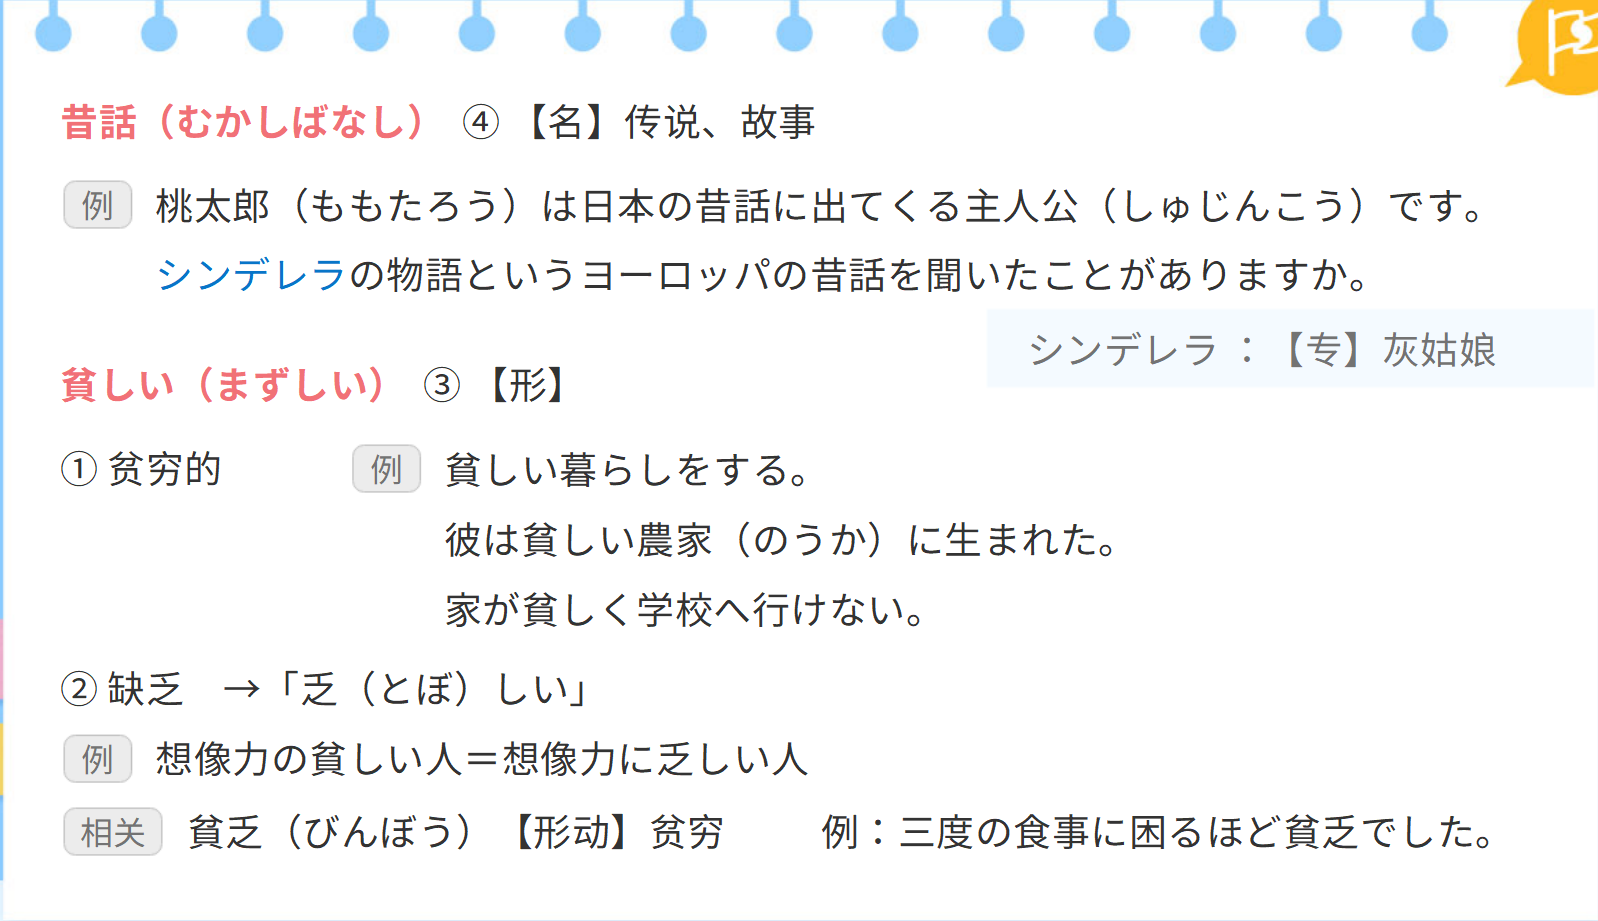 昔話（むかしばなし） ④ 【名】传说、故事
例 桃太郎（ももたろう）は日本の昔話に出てくる主人公（しゅじんこう）です。
シンデレラの物語というヨーロッパの昔話を聞いたことがありますか。
シンデレラ ：【专】灰姑娘
貧しい（まずしい） ③ 【形】
① 贫穷的 例 貧しい暮らしをする。
彼は貧しい農家（のうか）に生まれた。
家が貧しく学校へ行けない。
② 缺乏 →「乏（とぼ）しい」
例 想像力の貧しい人＝想像力に乏しい人
相关 貧乏（びんぼう）【形动】贫穷 例：三度の食事に困るほど貧乏でした。